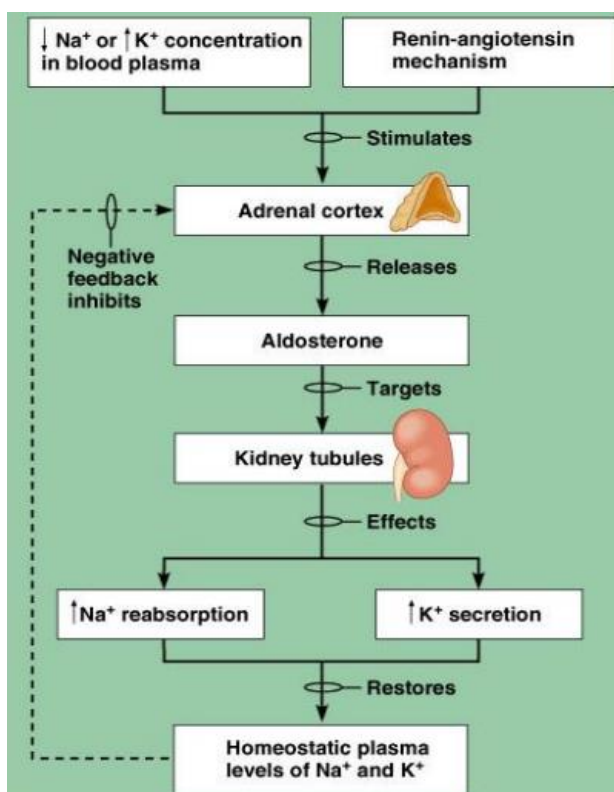 ↓ Na⁺ or ↑ K⁺ concentration
in blood plasma
Renin-angiotensin
mechanism
Stimulates
Adrenal cortex
Negative
feedback
inhibits
Releases
Aldosterone
Targets
Kidney tubules
Effects
↑Na⁺ reabsorption
↑K⁺ secretion
Restores
Homeostatic plasma
levels of Na⁺ and K⁺